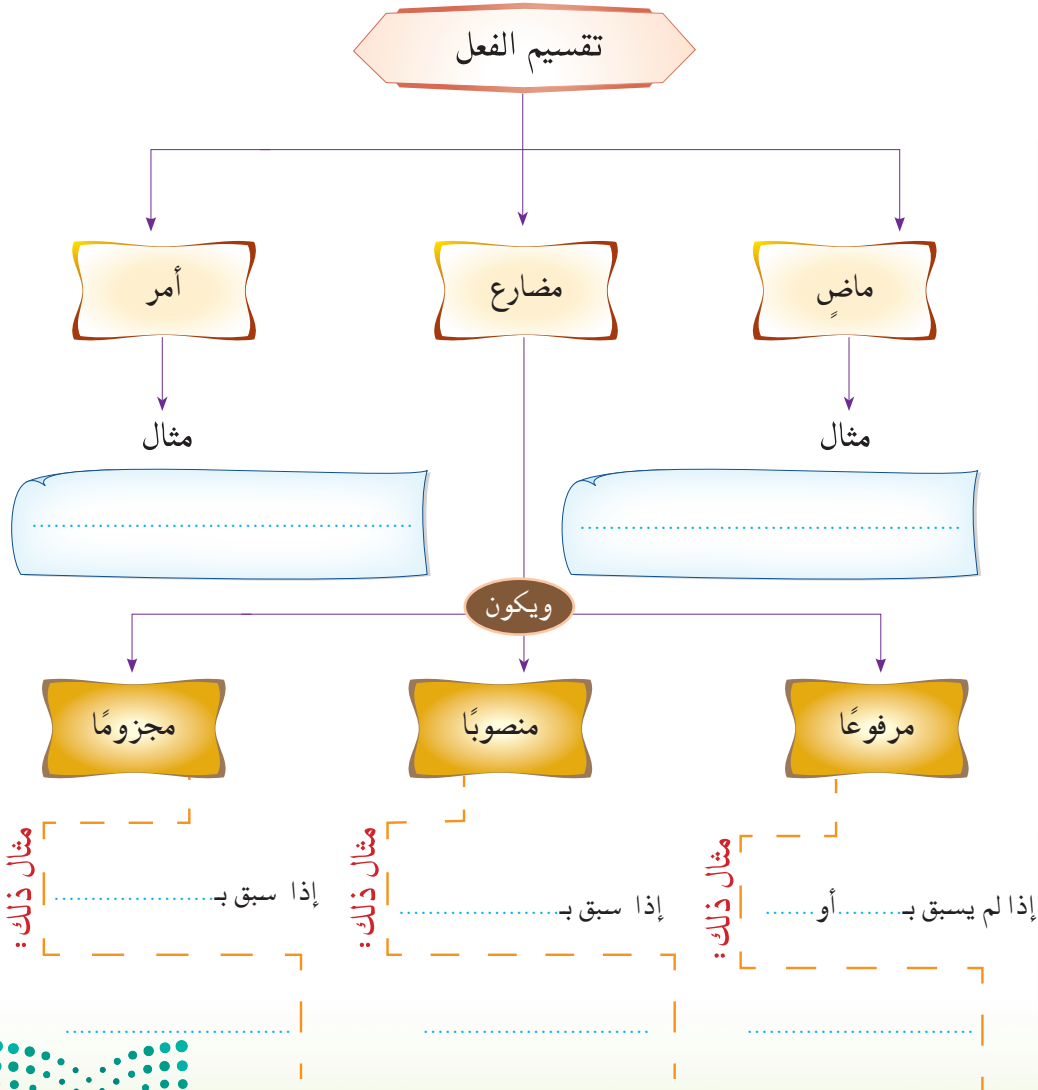 تقسيم الفعل
ماضٍ
مضارع
أمر
مثال
مثال
................................................
................................................
ويكون
مرفوعًا
منصوبًا
مجزومًا
إذا لم يسبق بـ.........أو ......
مثال ذلك :
إذا سبق بـ......................
مثال ذلك :
إذا سبق بـ......................
مثال ذلك :
..............................
..............................
..............................